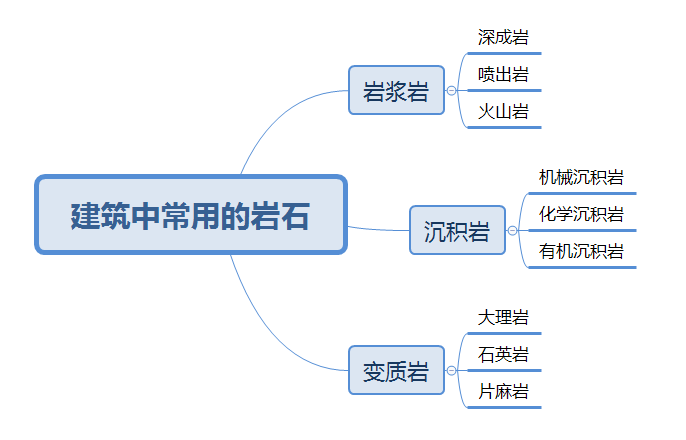 建筑中常用的岩石
岩浆岩
深成岩
喷出岩
火山岩
沉积岩
机械沉积岩
化学沉积岩
有机沉积岩
变质岩
大理岩
石英岩
片麻岩